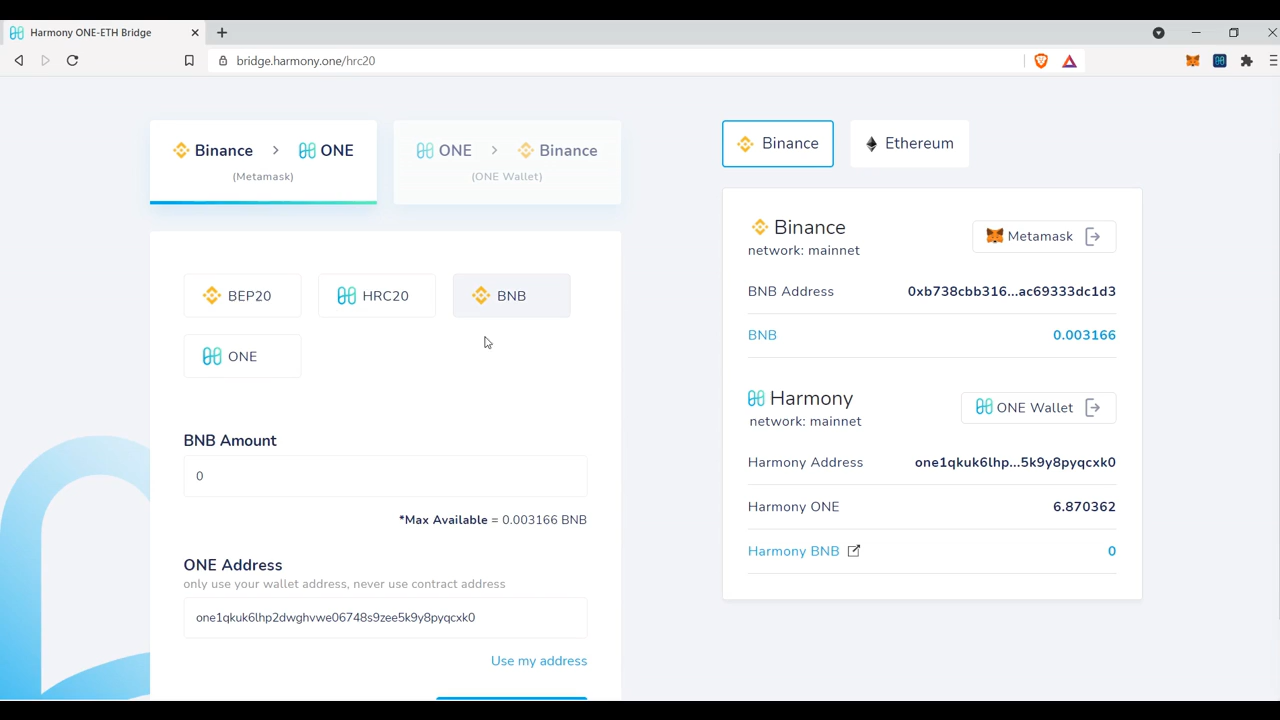 Harmony ONE-ETH Bridge
bridge.harmony.one/hrc20
Binance > ONE
(Metamask)
ONE > Binance
(ONE Wallet)
BEP20
HRC20
BNB
ONE
BNB Amount
0
*Max Available = 0.003166 BNB
ONE Address
only use your wallet address, never use contract address
one1qkuk6lhp2dwghvwe06748s9zee5k9y8pyqcxk0
Use my address
Binance
Ethereum
Binance
Metamask
network: mainnet
BNB Address 0xb738cbb316...ac69333dc1d3
BNB 0.003166
Harmony
ONE Wallet
network: mainnet
Harmony Address one1qkuk6lhp...5k9y8pyqcxk0
Harmony ONE 6.870362
Harmony BNB 0